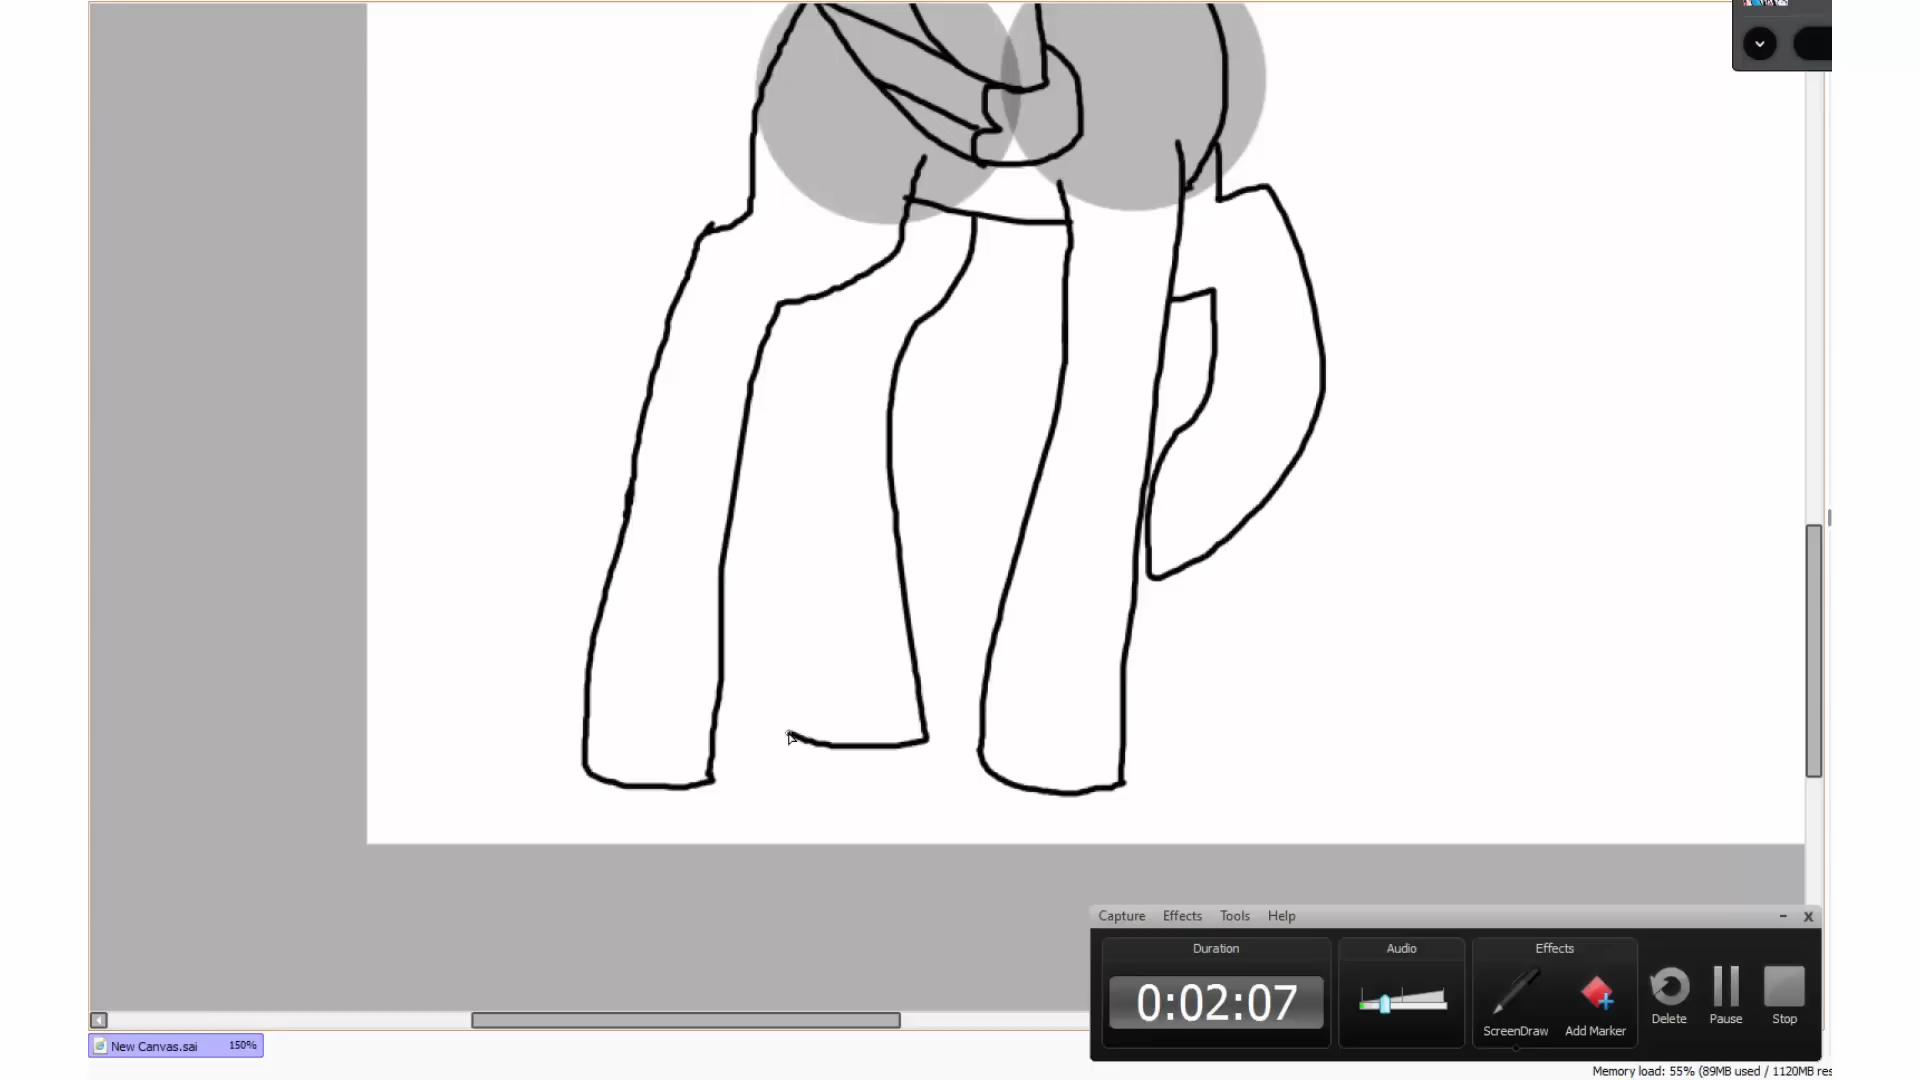 Capture Effects Tools Help
Duration Audio Effects
0:02:07
ScreenDraw Add Marker Delete Pause Stop
New Canvas.sai 150%
Memory load: 55% (89MB used / 1120MB res